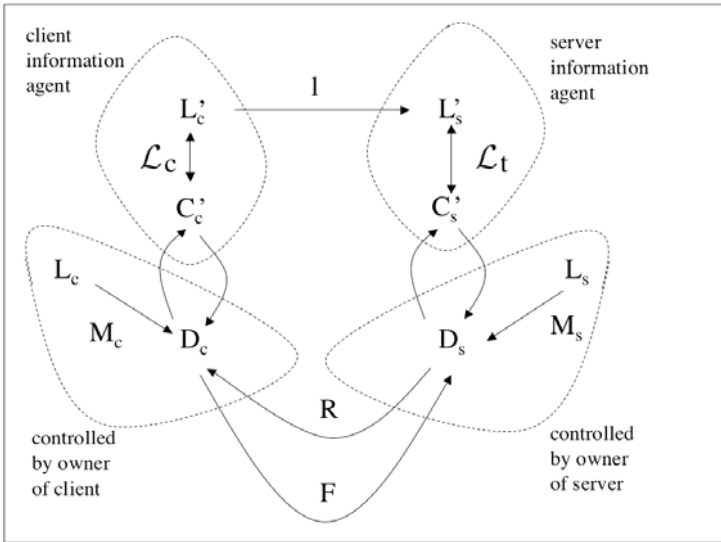 client
information
agent
server
information
agent
l
L'c
L's
ℒc
ℒt
C'c
C's
Lc
Ls
Mc
Ms
Dc
Ds
R
controlled
by owner
of client
controlled
by owner
of server
F